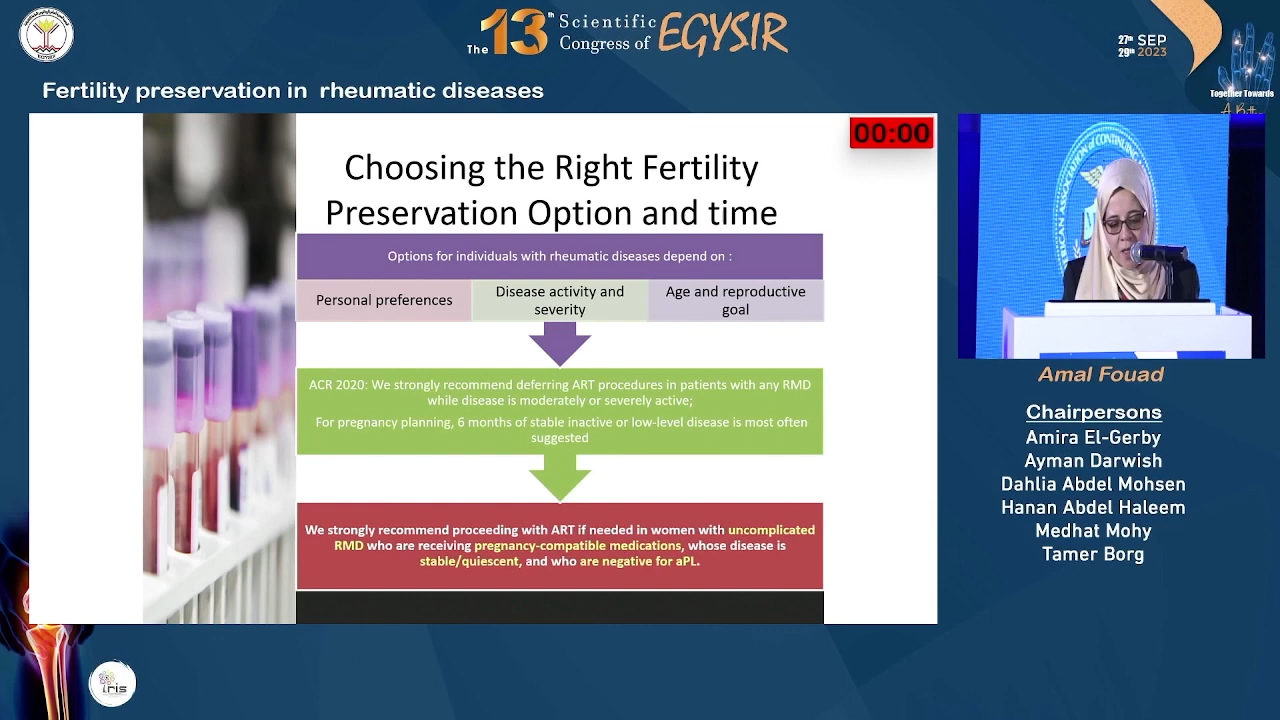 The 13th Scientific
Congress of EGYSIR
27th SEP
29th 2023
Together Towards
Fertility preservation in rheumatic diseases
00:00
Choosing the Right Fertility
Preservation Option and time
Options for individuals with rheumatic diseases depend on :
Personal preferences
Disease activity and
severity
Age and reproductive
goal
ACR 2020: We strongly recommend deferring ART procedures in patients with any RMD
while disease is moderately or severely active;
For pregnancy planning, 6 months of stable inactive or low-level disease is most often
suggested
We strongly recommend proceeding with ART if needed in women with uncomplicated
RMD who are receiving pregnancy-compatible medications, whose disease is
stable/quiescent, and who are negative for aPL.
Amal Fouad
Chairpersons
Amira El-Gerby
Ayman Darwish
Dahlia Abdel Mohsen
Hanan Abdel Haleem
Medhat Mohy
Tamer Borg
iris